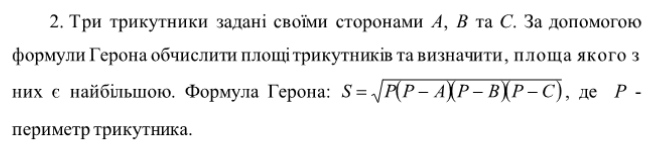 2. Три трикутники задані своїми сторонами A, B та C. За допомогою
формули Герона обчислити площі трикутників та визначити, площа якого з
них є найбільшою. Формула Герона: S = √P(P − A)(P − B)(P − C), де P -
периметр трикутника.